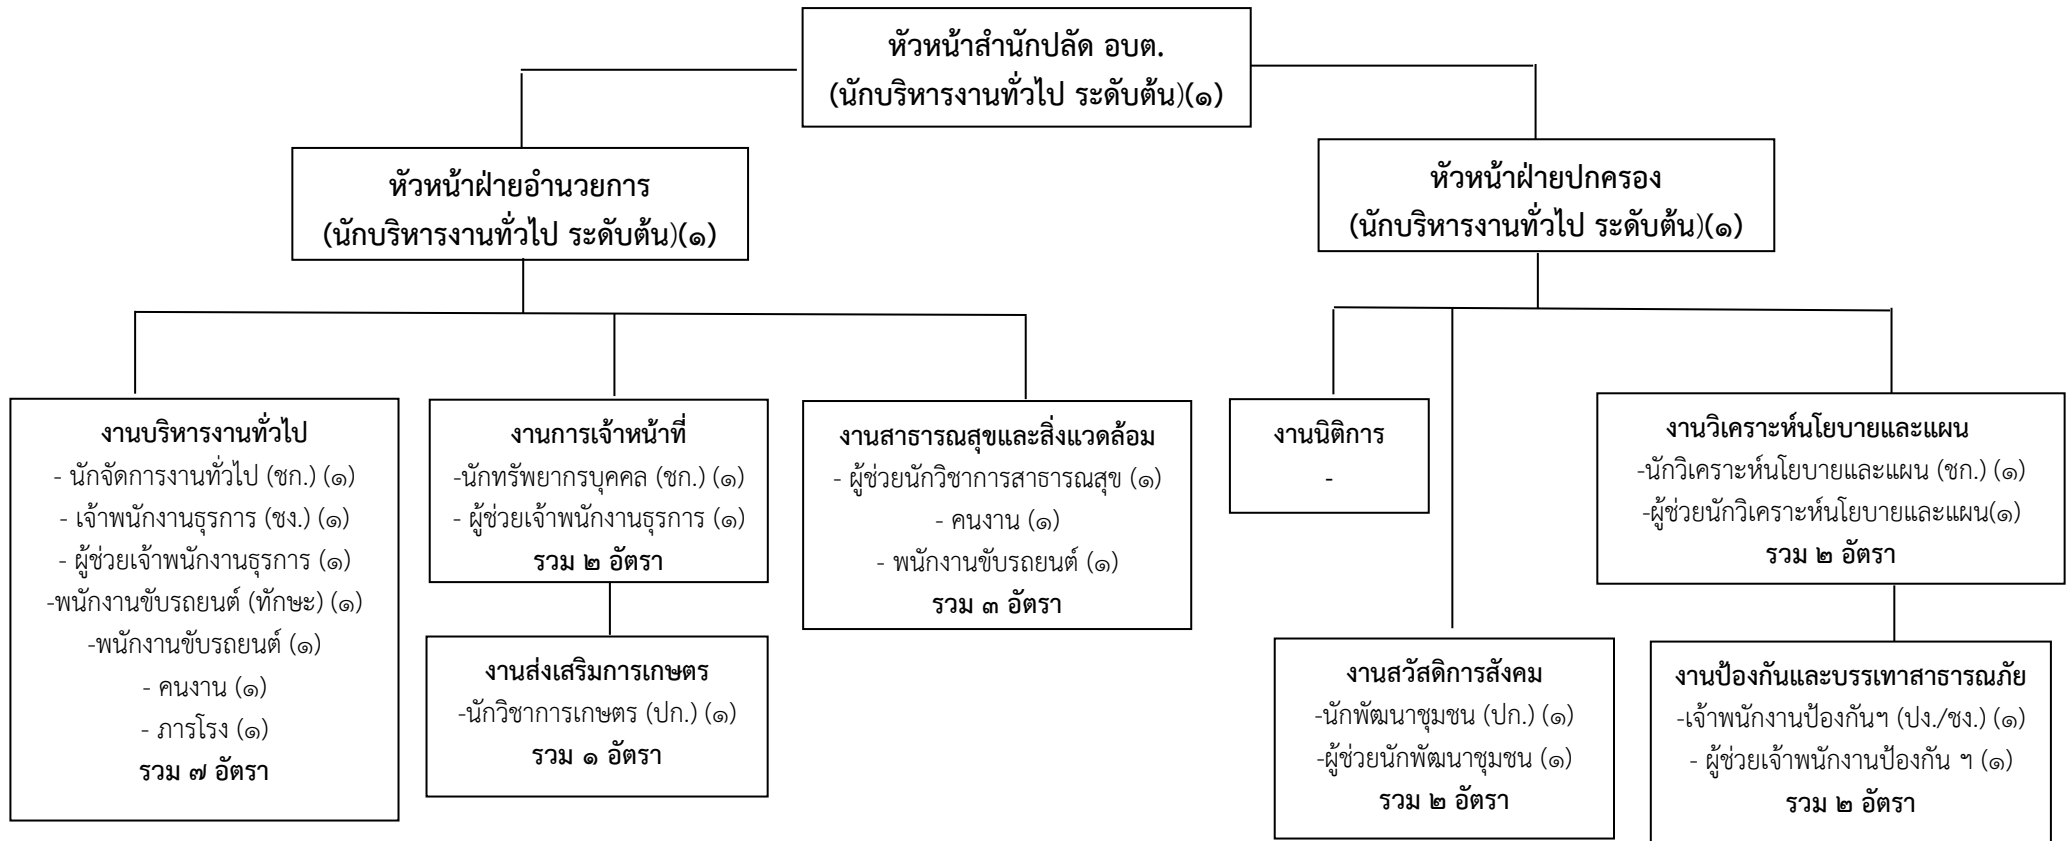 หัวหน้าสำนักปลัด อบต.
(นักบริหารงานทั่วไป ระดับต้น)(๑)
หัวหน้าฝ่ายอำนวยการ
(นักบริหารงานทั่วไป ระดับต้น)(๑)
หัวหน้าฝ่ายปกครอง
(นักบริหารงานทั่วไป ระดับต้น)(๑)
งานบริหารงานทั่วไป
- นักจัดการงานทั่วไป (ชก.) (๑)
- เจ้าพนักงานธุรการ (ชง.) (๑)
- ผู้ช่วยเจ้าพนักงานธุรการ (๑)
-พนักงานขับรถยนต์ (ทักษะ) (๑)
-พนักงานขับรถยนต์ (๑)
- คนงาน (๑)
- ภารโรง (๑)
รวม ๗ อัตรา
งานการเจ้าหน้าที่
-นักทรัพยากรบุคคล (ชก.) (๑)
- ผู้ช่วยเจ้าพนักงานธุรการ (๑)
รวม ๒ อัตรา
งานส่งเสริมการเกษตร
-นักวิชาการเกษตร (ปก.) (๑)
รวม ๑ อัตรา
งานสาธารณสุขและสิ่งแวดล้อม
- ผู้ช่วยนักวิชาการสาธารณสุข (๑)
- คนงาน (๑)
- พนักงานขับรถยนต์ (๑)
รวม ๓ อัตรา
งานนิติการ
-
งานสวัสดิการสังคม
-นักพัฒนาชุมชน (ปก.) (๑)
-ผู้ช่วยนักพัฒนาชุมชน (๑)
รวม ๒ อัตรา
งานวิเคราะห์นโยบายและแผน
-นักวิเคราะห์นโยบายและแผน (ชก.) (๑)
-ผู้ช่วยนักวิเคราะห์นโยบายและแผน(๑)
รวม ๒ อัตรา
งานป้องกันและบรรเทาสาธารณภัย
-เจ้าพนักงานป้องกันฯ (ปง./ชง.) (๑)
- ผู้ช่วยเจ้าพนักงานป้องกัน ฯ (๑)
รวม ๒ อัตรา